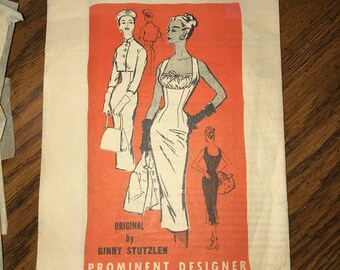 ORIGINAL
by
GINNY STUTZLEN
PROMINENT DESIGNER